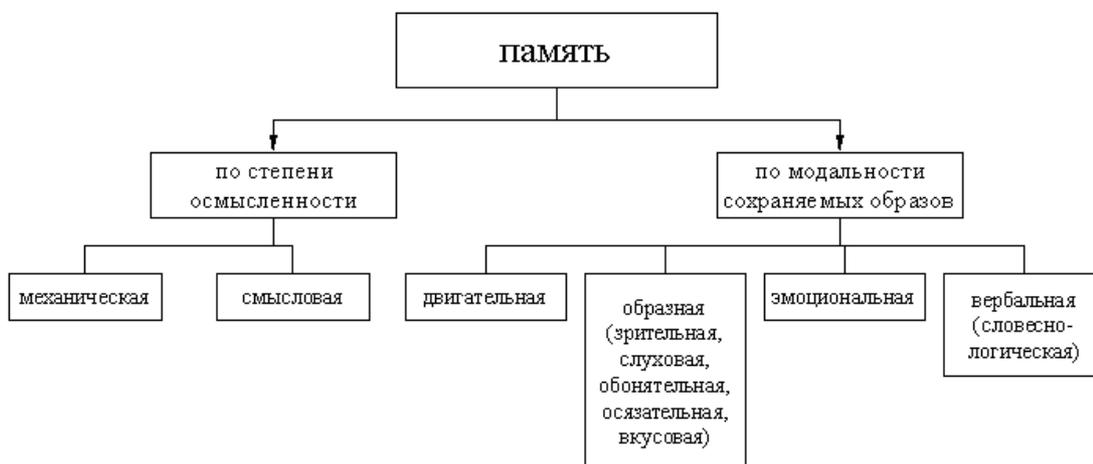 память
по степени
осмысленности
по модальности
сохраняемых образов
механическая
смысловая
двигательная
образная
(зрительная,
слуховая,
обонятельная,
осязательная,
вкусовая)
эмоциональная
вербальная
(словесно-
логическая)